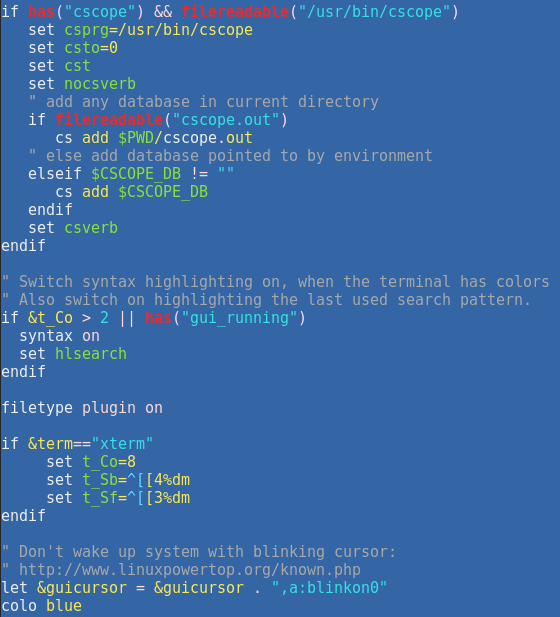 if has("cscope") && filereadable("/usr/bin/cscope")
   set csprg=/usr/bin/cscope
   set csto=0
   set cst
   set nocsverb
   " add any database in current directory
   if filereadable("cscope.out")
      cs add $PWD/cscope.out
   " else add database pointed to by environment
   elseif $CSCOPE_DB != ""
      cs add $CSCOPE_DB
   endif
   set csverb
endif

" Switch syntax highlighting on, when the terminal has colors
" Also switch on highlighting the last used search pattern.
if &t_Co > 2 || has("gui_running")
  syntax on
  set hlsearch
endif

filetype plugin on

if &term=="xterm"
     set t_Co=8
     set t_Sb=^[[4%dm
     set t_Sf=^[[3%dm
endif

" Don't wake up system with blinking cursor:
" http://www.linuxpowertop.org/known.php
let &guicursor = &guicursor . ",a:blinkon0"
colo blue